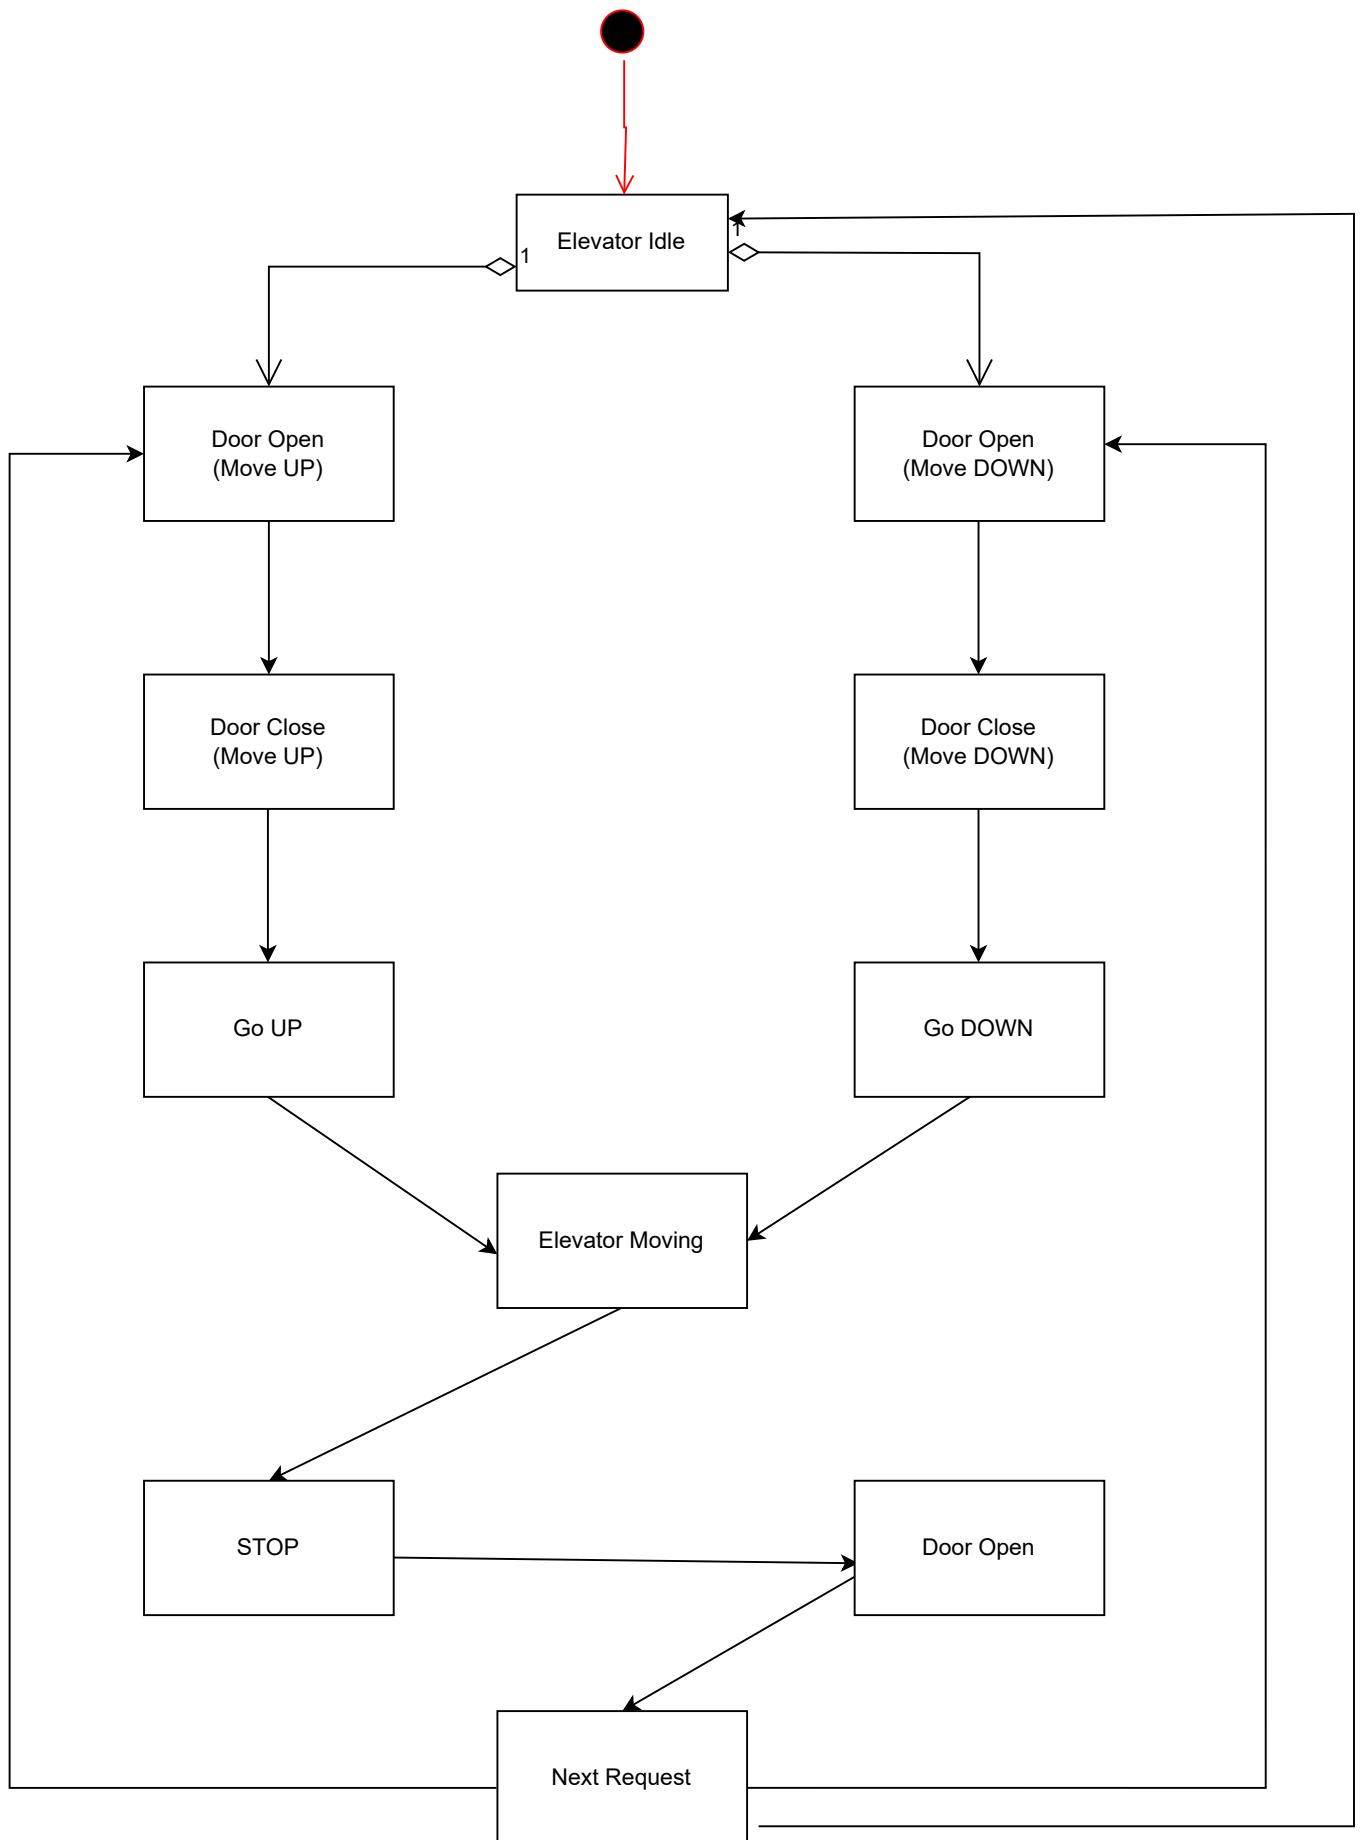 Elevator Idle
1
1
Door Open
(Move UP)
Door Open
(Move DOWN)
Door Close
(Move UP)
Door Close
(Move DOWN)
Go UP
Go DOWN
Elevator Moving
STOP
Door Open
Next Request